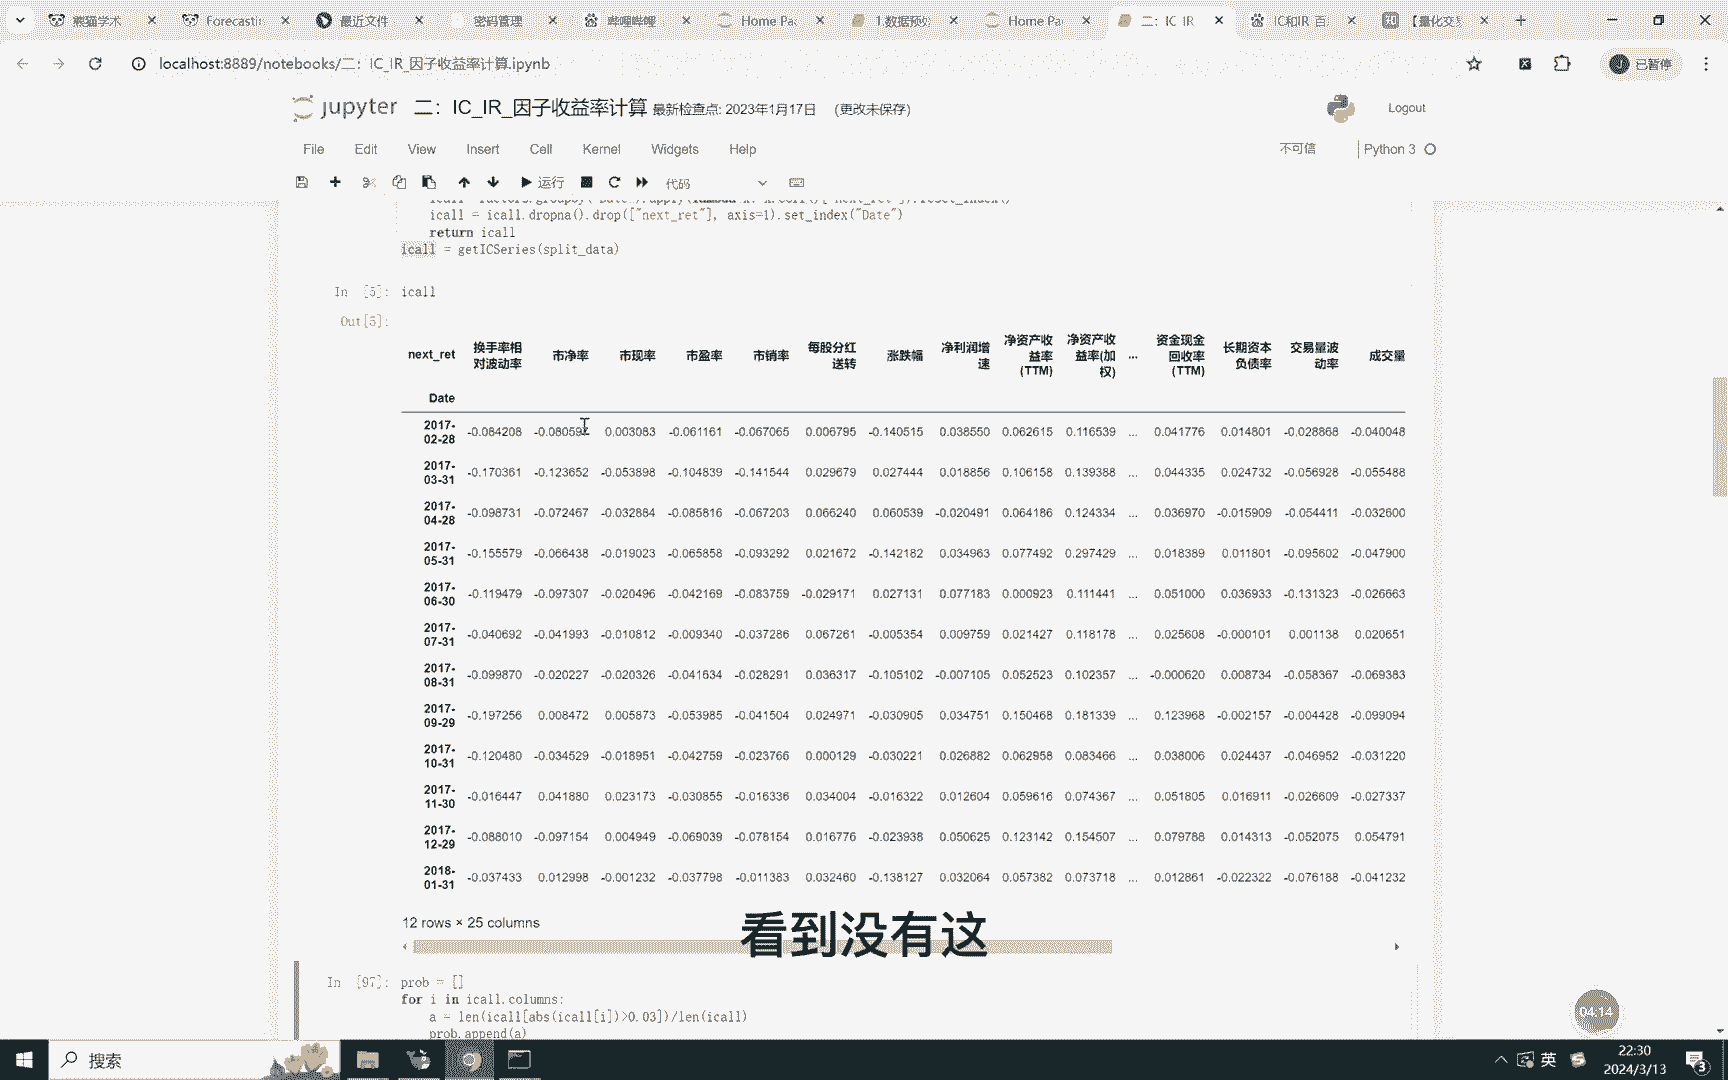 熊猫学术 Forecasti 最近文件 密码管理 哔哩哔哩 Home Pa 1.数据预处 Home Pa 二: IC IR IC和IR 百 【量化交易
localhost:8889/notebooks/二: IC_IR_因子收益率计算.ipynb 已暂停
jupyter 二: IC_IR_因子收益率计算 最新检查点: 2023年1月17日 (更改未保存) Logout
File Edit View Insert Cell Kernel Widgets Help 不可信 Python 3
运行 代码
icall = icall.dropna().drop(["next_ret"], axis=1).set_index("Date")
return icall
icall = getICSeries(split_data)
In [5]: icall
Out[5]:
next_ret 换手率相对波动率 市净率 市现率 市盈率 市销率 每股分红送转 涨跌幅 净利润增速 净资产收益率(TTM) 净资产收益率(加权) ... 资金现金回收率(TTM) 长期资本负债率 交易量波动率 成交量
Date
2017-02-28 -0.084208 -0.08059 0.003083 -0.061161 -0.067065 0.006795 -0.140515 0.038550 0.062615 0.116539 ... 0.041776 0.014801 -0.028868 -0.040048
2017-03-31 -0.170361 -0.123652 -0.053898 -0.104839 -0.141544 0.029679 0.027444 0.018856 0.106158 0.139388 ... 0.044335 0.024732 -0.056928 -0.055488
2017-04-28 -0.098731 -0.072467 -0.032884 -0.085816 -0.067203 0.066240 0.060539 -0.020491 0.064186 0.124334 ... 0.036970 -0.015909 -0.054411 -0.032600
2017-05-31 -0.155579 -0.066438 -0.019023 -0.065858 -0.093292 0.021672 -0.142182 0.034963 0.077492 0.297429 ... 0.018389 0.011801 -0.095602 -0.047900
2017-06-30 -0.119479 -0.097307 -0.020496 -0.042169 -0.083759 -0.029171 0.027131 0.077183 0.000923 0.111441 ... 0.051000 0.036933 -0.131323 -0.026663
2017-07-31 -0.040692 -0.041993 -0.010812 -0.009340 -0.037286 0.067261 -0.005354 0.009759 0.021427 0.118178 ... 0.025608 -0.000101 0.001138 0.020651
2017-08-31 -0.099870 -0.020227 -0.020326 -0.041634 -0.028291 0.036317 -0.105102 -0.007105 0.052523 0.102357 ... -0.000620 0.008734 -0.058367 -0.069383
2017-09-29 -0.197256 0.008472 0.005873 -0.053985 -0.041504 0.024971 -0.030905 0.034751 0.150468 0.181339 ... 0.123968 -0.002157 -0.004428 -0.099094
2017-10-31 -0.120480 -0.034529 -0.018951 -0.042759 -0.023766 0.000129 -0.030221 0.026882 0.062958 0.083466 ... 0.038006 0.024437 -0.046952 -0.031220
2017-11-30 -0.016447 0.041880 0.023173 -0.030855 -0.016336 0.034004 -0.016322 0.012604 0.059616 0.074367 ... 0.051805 0.016911 -0.026609 -0.027337
2017-12-29 -0.088010 -0.097154 0.004949 -0.069039 -0.078154 0.016776 -0.023938 0.050625 0.123142 0.154507 ... 0.079788 0.014313 -0.052075 0.054791
2018-01-31 -0.037433 0.012998 -0.001232 -0.037798 -0.011383 0.032460 -0.138127 0.032064 0.057382 0.073718 ... 0.012861 -0.022322 -0.076188 -0.041232
12 rows × 25 columns
看到没有这
In [97]: prob = []
for i in icall.columns:
a = len(icall[abs(icall[i])>0.03])/len(icall)
prob.append(a)
04:14
搜索 英 22:30
2024/3/13 3